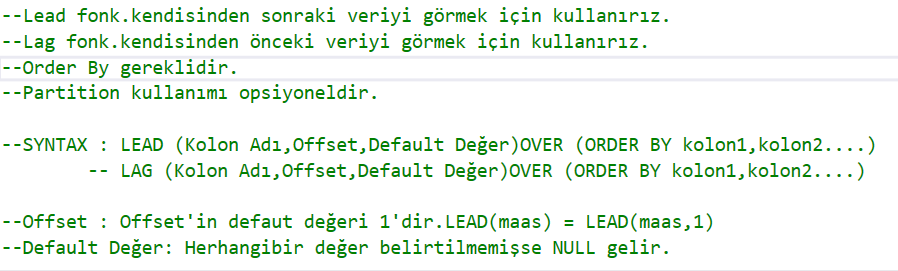 --Lead fonk.kendisinden sonraki veriyi görmek için kullanırız.
--Lag fonk.kendisinden önceki veriyi görmek için kullanırız.
--Order By gereklidir.
--Partition kullanımı opsiyoneldir.
--SYNTAX : LEAD (Kolon Adı,Offset,Default Değer)OVER (ORDER BY kolon1,kolon2....)
-- LAG (Kolon Adı,Offset,Default Değer)OVER (ORDER BY kolon1,kolon2....)
--Offset : Offset'in defaut değeri 1'dir.LEAD(maas) = LEAD(maas,1)
--Default Değer: Herhangibir değer belirtilmemişse NULL gelir.